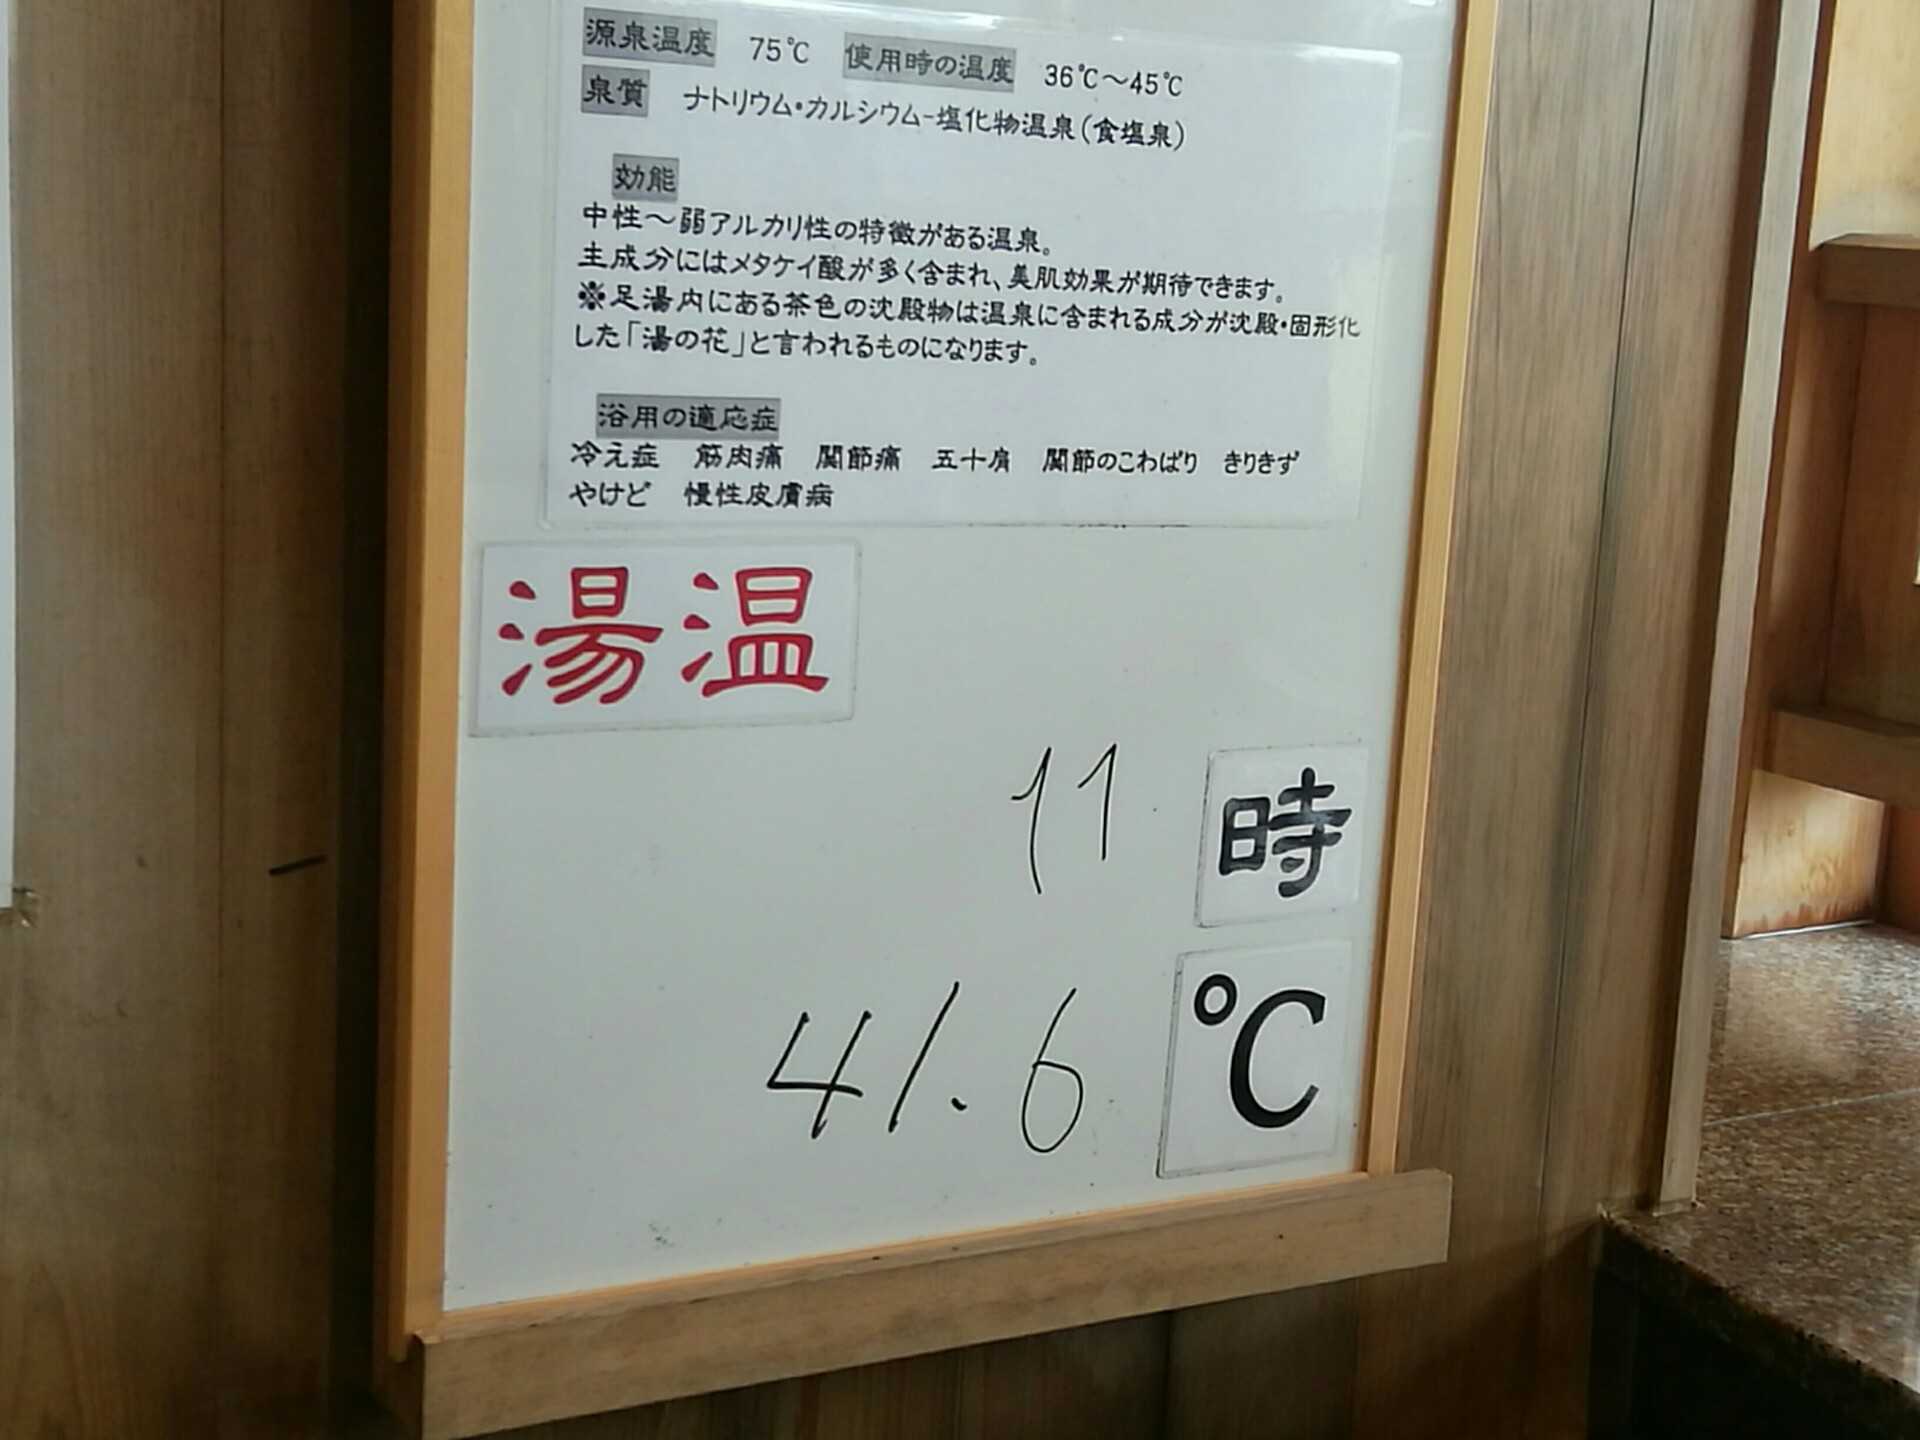 源泉温度 75℃ 使用時の温度 36℃～45℃
泉質 ナトリウム・カルシウム-塩化物温泉(食塩泉)
効能
中性～弱アルカリ性の特徴がある温泉。
主成分にはメタケイ酸が多く含まれ、美肌効果が期待できます。
※足湯内にある茶色の沈殿物は温泉に含まれる成分が沈殿・固形化
した「湯の花」と言われるものになります。
浴用の適応症
冷え症 筋肉痛 関節痛 五十肩 関節のこわばり きりきず
やけど 慢性皮膚病
湯温
11 時
41.6 ℃